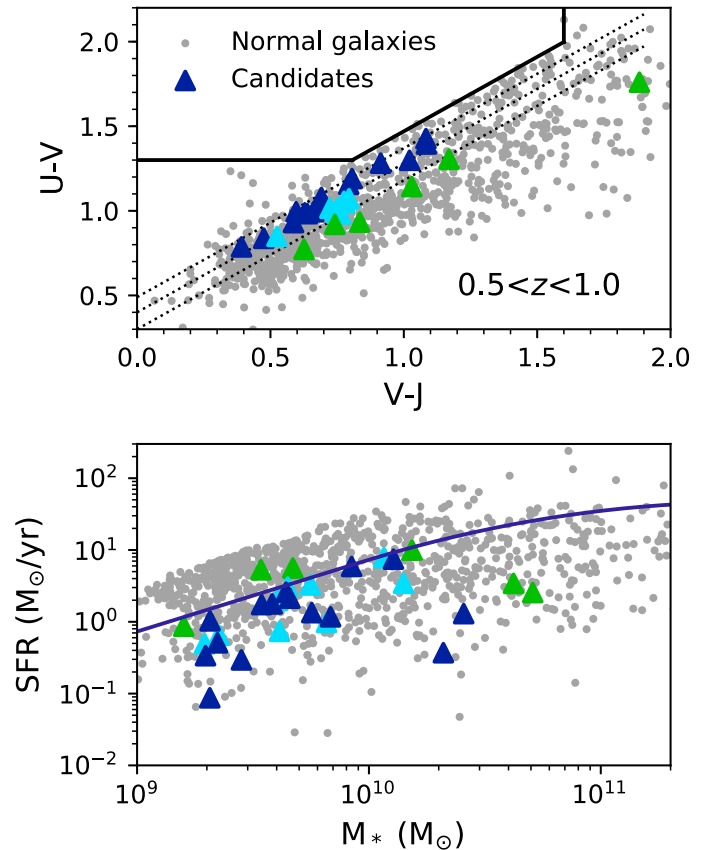 2.0
1.5
1.0
0.5
U-V
Normal galaxies
Candidates
0.5<z<1.0
0.0 0.5 1.0 1.5 2.0
V-J
10²
10¹
10⁰
10⁻¹
10⁻²
SFR (M⊙/yr)
10⁹ 10¹⁰ 10¹¹
M* (M⊙)